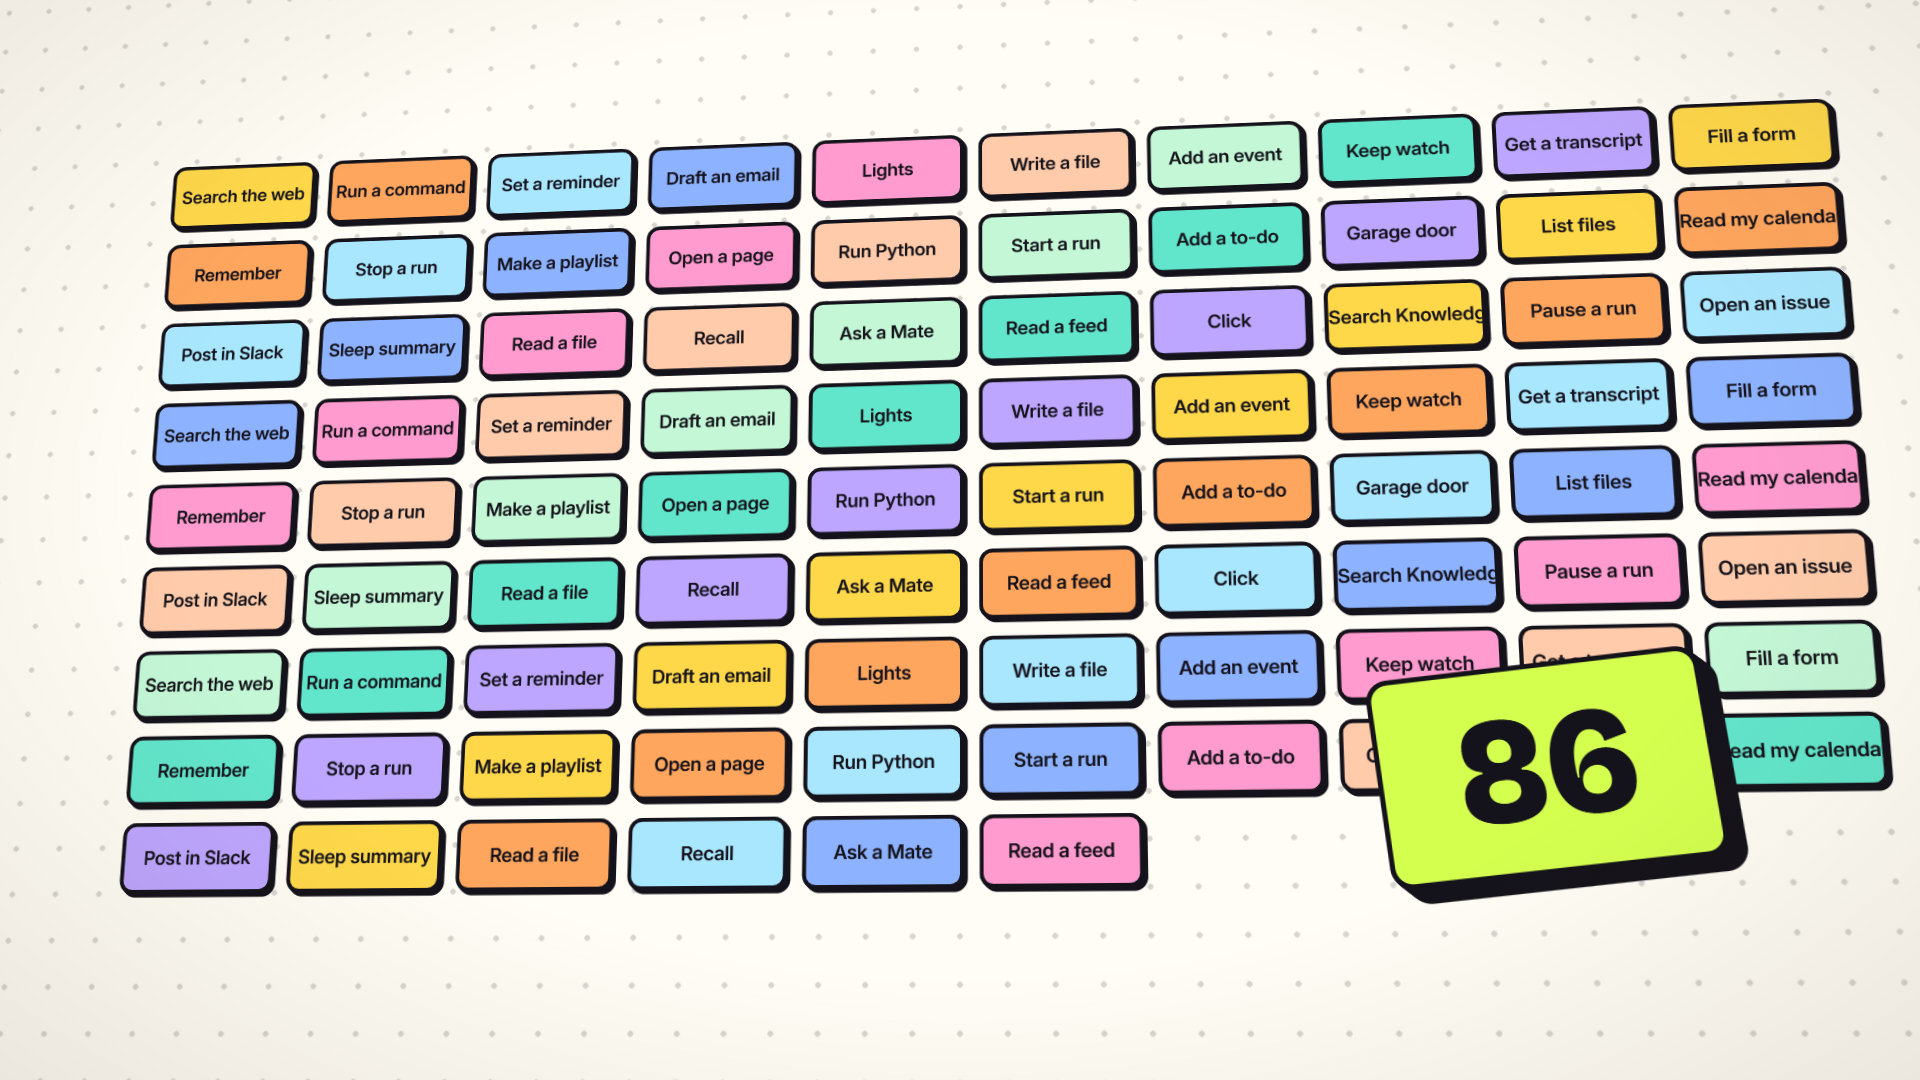 Search the web
Run a command
Set a reminder
Draft an email
Lights
Write a file
Add an event
Keep watch
Get a transcript
Fill a form
Remember
Stop a run
Make a playlist
Open a page
Run Python
Start a run
Add a to-do
Garage door
List files
Read my calenda
Post in Slack
Sleep summary
Read a file
Recall
Ask a Mate
Read a feed
Click
Search Knowledg
Pause a run
Open an issue
Search the web
Run a command
Set a reminder
Draft an email
Lights
Write a file
Add an event
Keep watch
Get a transcript
Fill a form
Remember
Stop a run
Make a playlist
Open a page
Run Python
Start a run
Add a to-do
Garage door
List files
Read my calenda
Post in Slack
Sleep summary
Read a file
Recall
Ask a Mate
Read a feed
Click
Search Knowledg
Pause a run
Open an issue
Search the web
Run a command
Set a reminder
Draft an email
Lights
Write a file
Add an event
Keep watch
Fill a form
Remember
Stop a run
Make a playlist
Open a page
Run Python
Start a run
Add a to-do
ead my calenda
Post in Slack
Sleep summary
Read a file
Recall
Ask a Mate
Read a feed
86